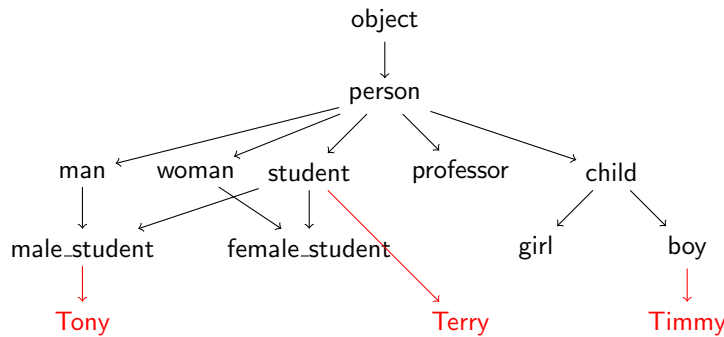 object
person
man woman student professor child
male_student female_student girl boy
Tony Terry Timmy